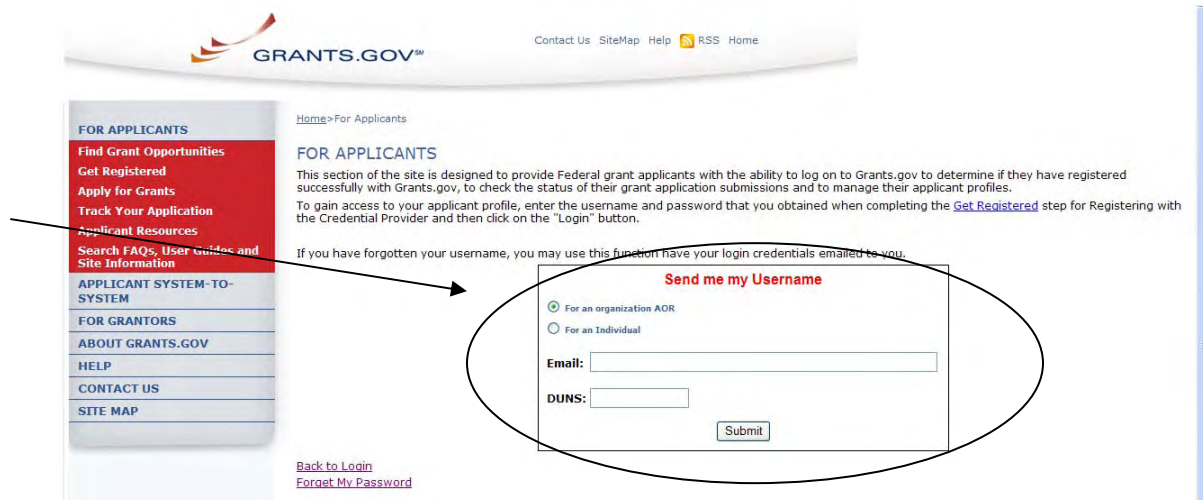 GRANTS.GOV℠
Contact Us SiteMap Help RSS Home
FOR APPLICANTS
Find Grant Opportunities
Get Registered
Apply for Grants
Track Your Application
Applicant Resources
Search FAQs, User Guides and
Site Information
APPLICANT SYSTEM-TO-
SYSTEM
FOR GRANTORS
ABOUT GRANTS.GOV
HELP
CONTACT US
SITE MAP
Home>For Applicants
FOR APPLICANTS
This section of the site is designed to provide Federal grant applicants with the ability to log on to Grants.gov to determine if they have registered
successfully with Grants.gov, to check the status of their grant application submissions and to manage their applicant profiles.
To gain access to your applicant profile, enter the username and password that you obtained when completing the Get Registered step for Registering with
the Credential Provider and then click on the "Login" button.
If you have forgotten your username, you may use this function have your login credentials emailed to you.
Send me my Username
For an organization AOR
For an Individual
Email:
DUNS:
Submit
Back to Login
Forget My Password